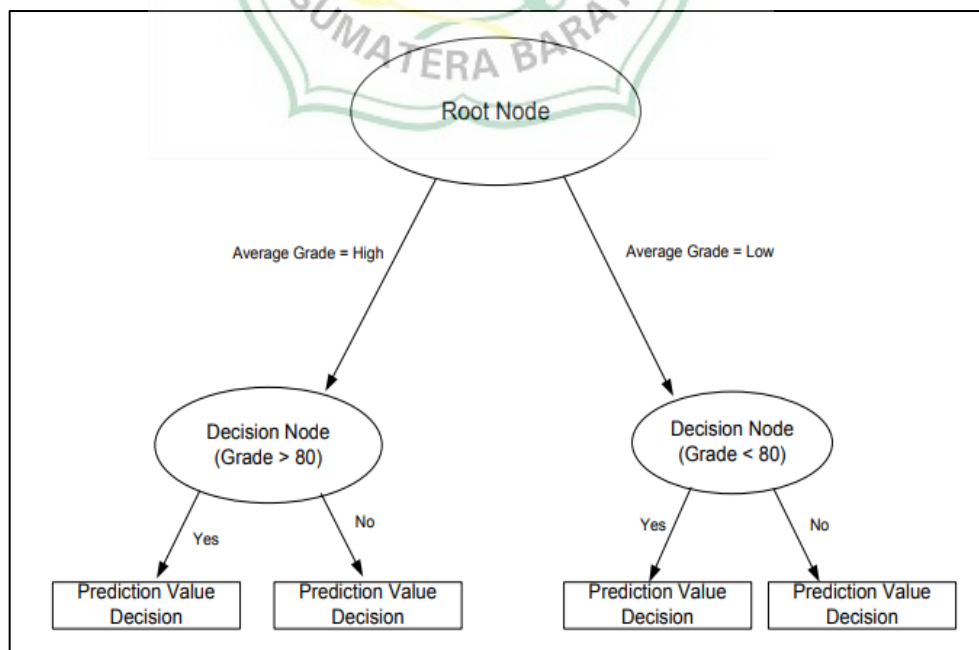 SUMATERA BARAT
Root Node
Average Grade = High
Average Grade = Low
Decision Node
(Grade > 80)
Decision Node
(Grade < 80)
Yes
No
Yes
No
Prediction Value
Decision
Prediction Value
Decision
Prediction Value
Decision
Prediction Value
Decision